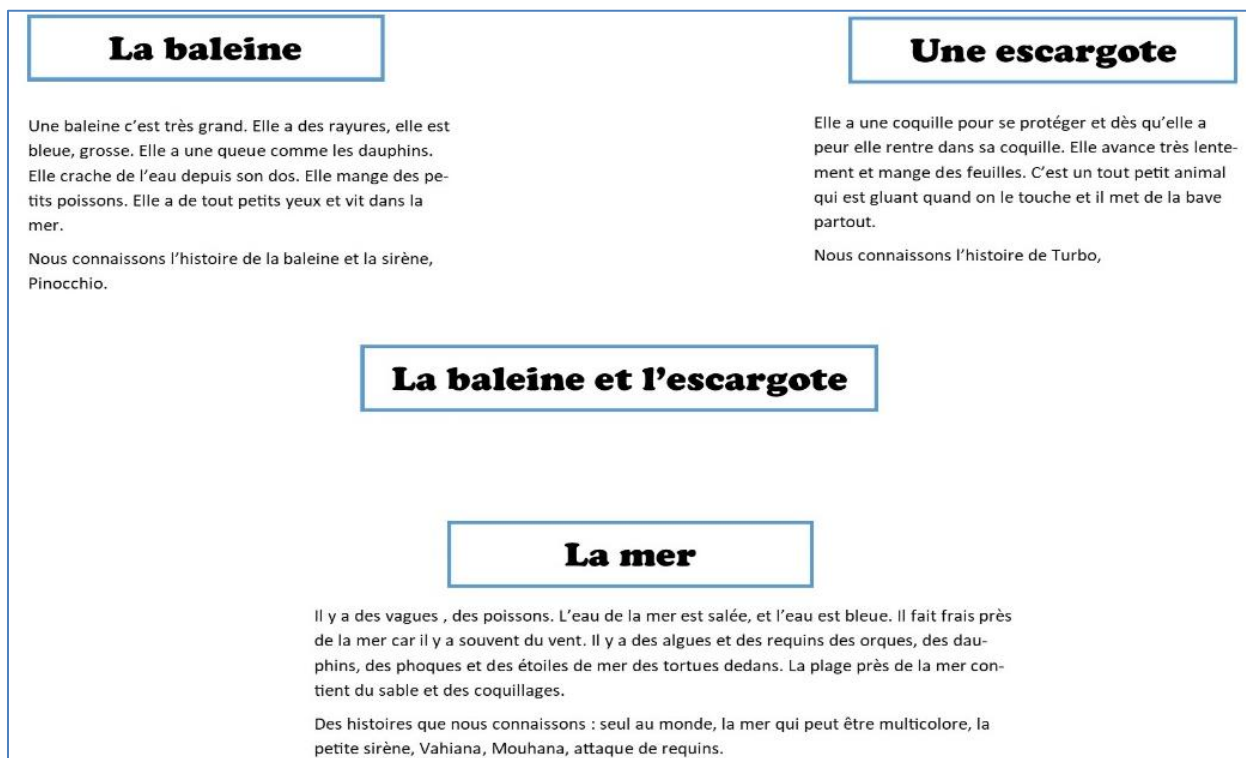 La baleine
Une baleine c’est très grand. Elle a des rayures, elle est
bleue, grosse. Elle a une queue comme les dauphins.
Elle crache de l’eau depuis son dos. Elle mange des pe-
tits poissons. Elle a de tout petits yeux et vit dans la
mer.
Nous connaissons l’histoire de la baleine et la sirène,
Pinocchio.
Une escargote
Elle a une coquille pour se protéger et dès qu’elle a
peur elle rentre dans sa coquille. Elle avance très lente-
ment et mange des feuilles. C’est un tout petit animal
qui est gluant quand on le touche et il met de la bave
partout.
Nous connaissons l’histoire de Turbo,
La baleine et l’escargote
La mer
Il y a des vagues , des poissons. L’eau de la mer est salée, et l’eau est bleue. Il fait frais près
de la mer car il y a souvent du vent. Il y a des algues et des requins des orques, des dau-
phins, des phoques et des étoiles de mer des tortues dedans. La plage près de la mer con-
tient du sable et des coquillages.
Des histoires que nous connaissons : seul au monde, la mer qui peut être multicolore, la
petite sirène, Vahiana, Mouhana, attaque de requins.